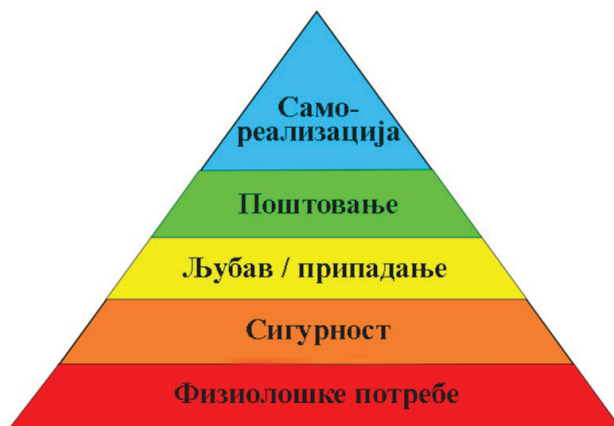 Само-
реализација
Поштовање
Љубав / припадање
Сигурност
Физиолошке потребе